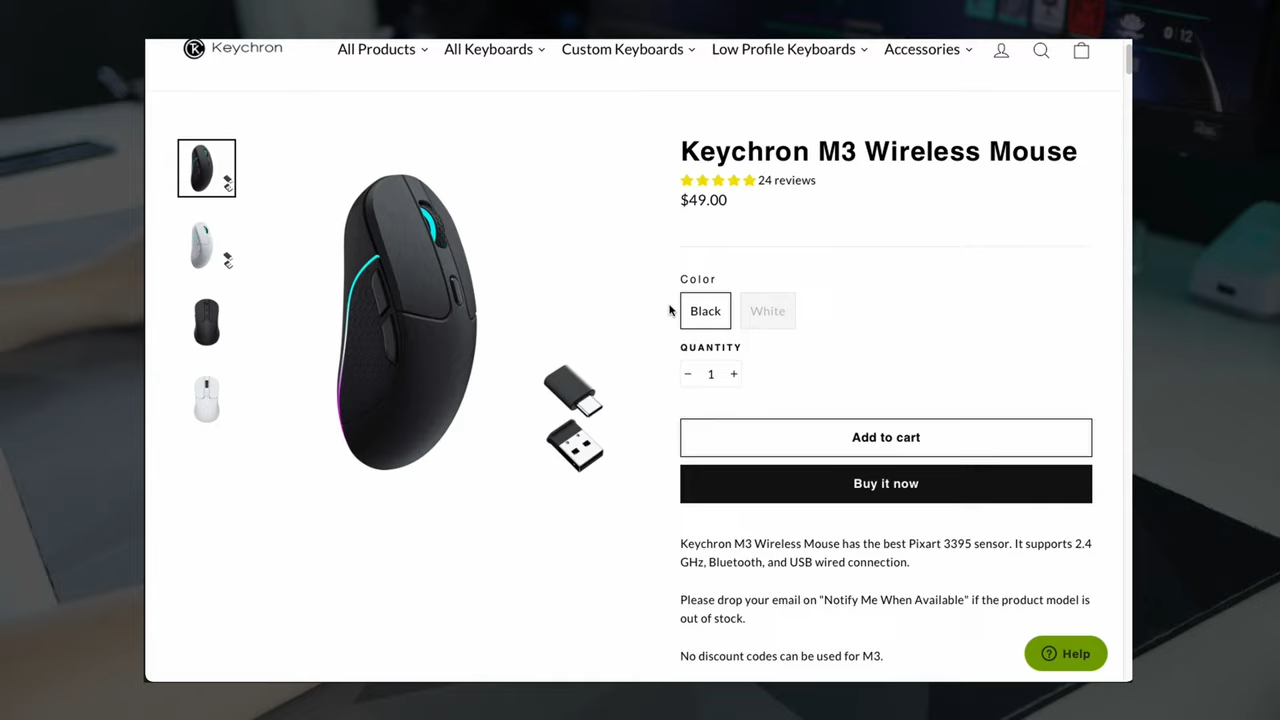 Keychron
All Products
All Keyboards
Custom Keyboards
Low Profile Keyboards
Accessories
0/12
Keychron M3 Wireless Mouse
24 reviews
$49.00
Color
Black
White
QUANTITY
− 1 +
Add to cart
Buy it now
Keychron M3 Wireless Mouse has the best Pixart 3395 sensor. It supports 2.4
GHz, Bluetooth, and USB wired connection.
Please drop your email on "Notify Me When Available" if the product model is
out of stock.
No discount codes can be used for M3.
Help